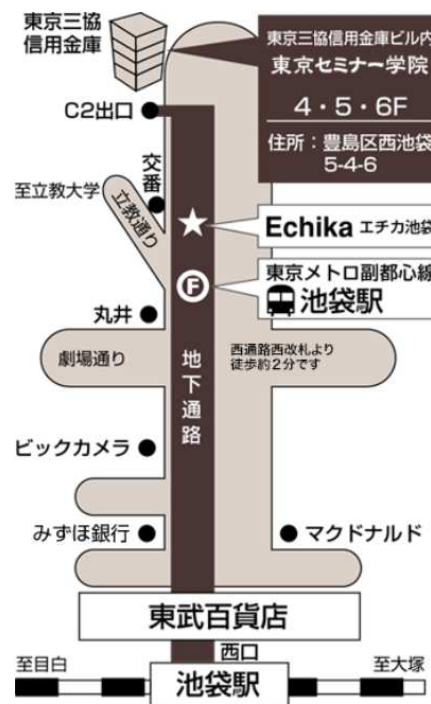 東京三協
信用金庫
東京三協信用金庫ビル内
東京セミナー学院
4・5・6F
住所：豊島区西池袋
5-4-6
C2出口
交番
至立教大学
立教通り
Echika エチカ池袋
東京メトロ副都心線
F
池袋駅
丸井
劇場通り
地下通路
西通路西改札より
徒歩約2分です
ビックカメラ
みずほ銀行
マクドナルド
東武百貨店
西口
至目白
至大塚
池袋駅